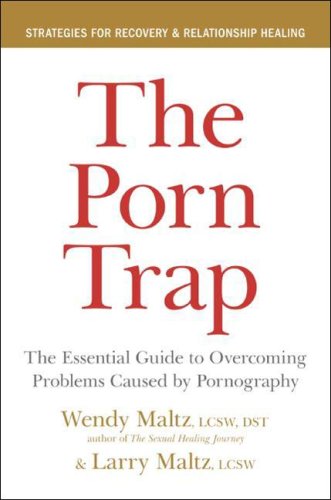 STRATEGIES FOR RECOVERY & RELATIONSHIP HEALING
The
Porn
Trap
The Essential Guide to Overcoming
Problems Caused by Pornography
Wendy Maltz, LCSW, DST
author of The Sexual Healing Journey
& Larry Maltz, LCSW